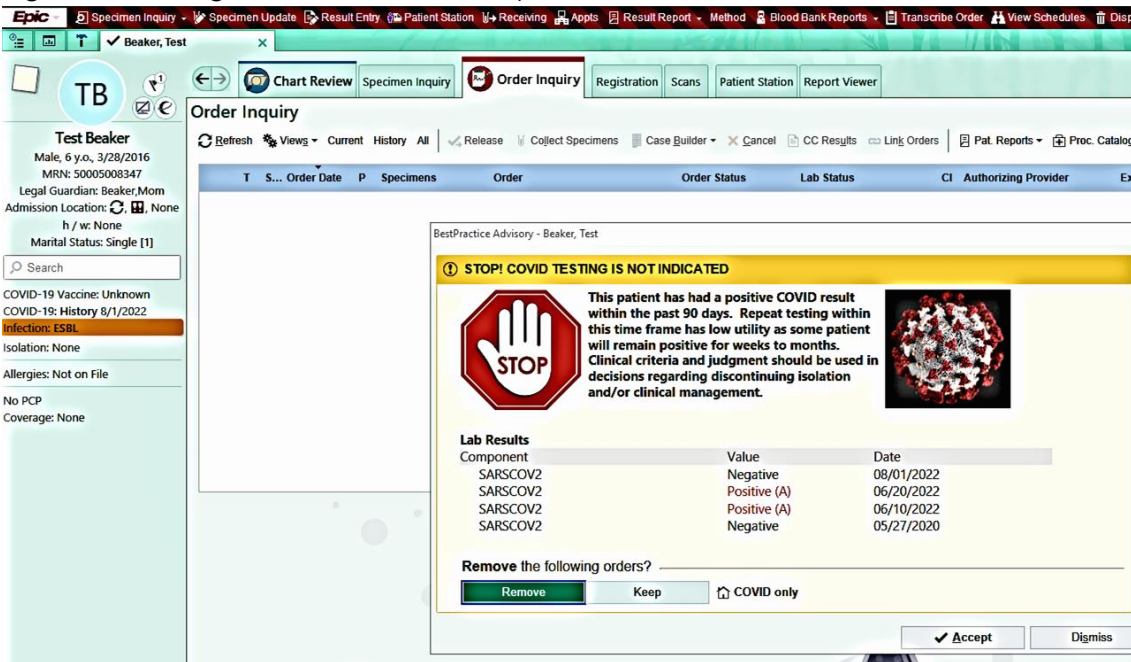 Epic Specimen Inquiry Specimen Update Result Entry Patient Station Receiving Appts Result Report Method Blood Bank Reports Transcribe Order View Schedules Disp
Beaker, Test
TB
1
Chart Review Specimen Inquiry Order Inquiry Registration Scans Patient Station Report Viewer
Order Inquiry
Refresh Views Current History All Release Collect Specimens Case Builder Cancel CC Results Link Orders Pat. Reports Proc. Catalog
T S... Order Date P Specimens Order Order Status Lab Status CI Authorizing Provider Ex
Test Beaker
Male, 6 y.o., 3/28/2016
MRN: 50005008347
Legal Guardian: Beaker,Mom
Admission Location: , , None
h / w: None
Marital Status: Single [1]
Search
COVID-19 Vaccine: Unknown
COVID-19: History 8/1/2022
Infection: ESBL
Isolation: None
Allergies: Not on File
No PCP
Coverage: None
BestPractice Advisory - Beaker, Test
STOP! COVID TESTING IS NOT INDICATED
STOP
This patient has had a positive COVID result
within the past 90 days. Repeat testing within
this time frame has low utility as some patient
will remain positive for weeks to months.
Clinical criteria and judgment should be used in
decisions regarding discontinuing isolation
and/or clinical management.
Lab Results
Component Value Date
SARSCOV2 Negative 08/01/2022
SARSCOV2 Positive (A) 06/20/2022
SARSCOV2 Positive (A) 06/10/2022
SARSCOV2 Negative 05/27/2020
Remove the following orders?
Remove Keep COVID only
Accept Dismiss